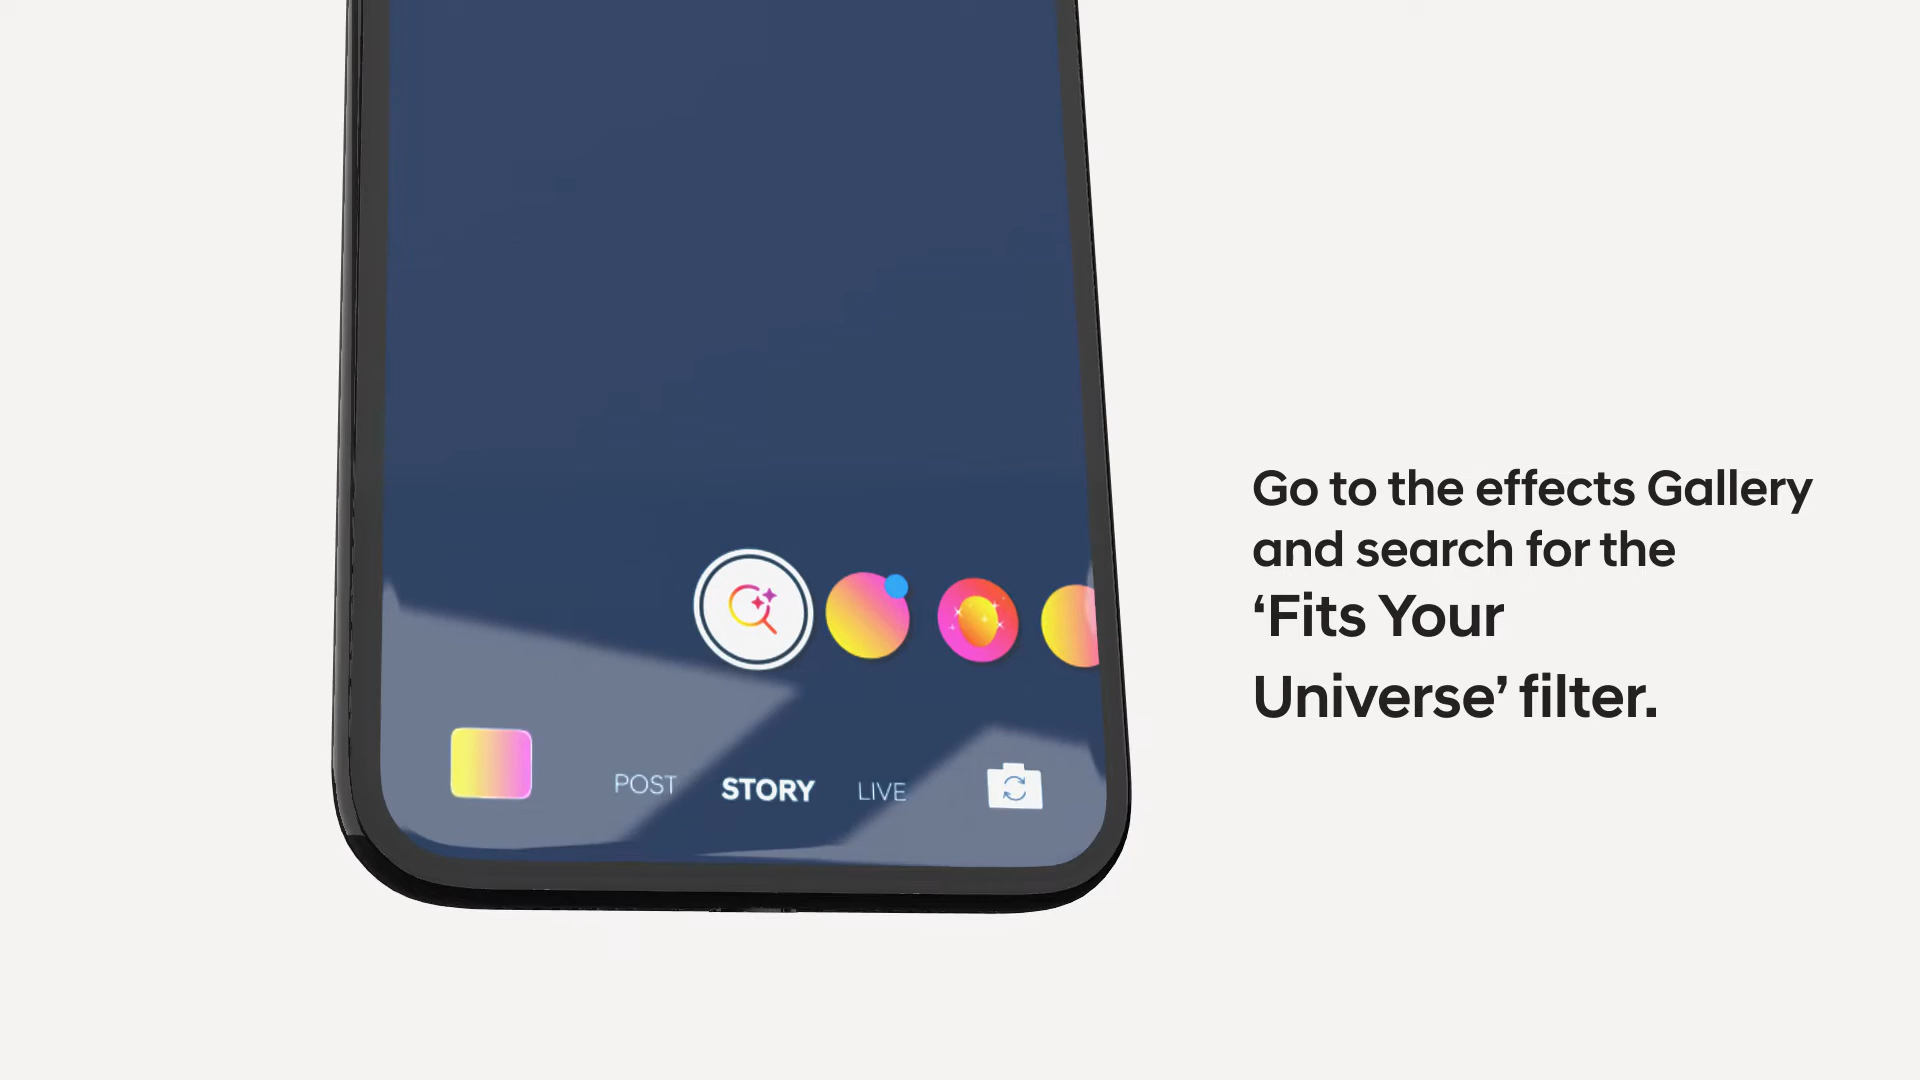 Go to the effects Gallery
and search for the
‘Fits Your
Universe’ filter.
POST STORY LIVE